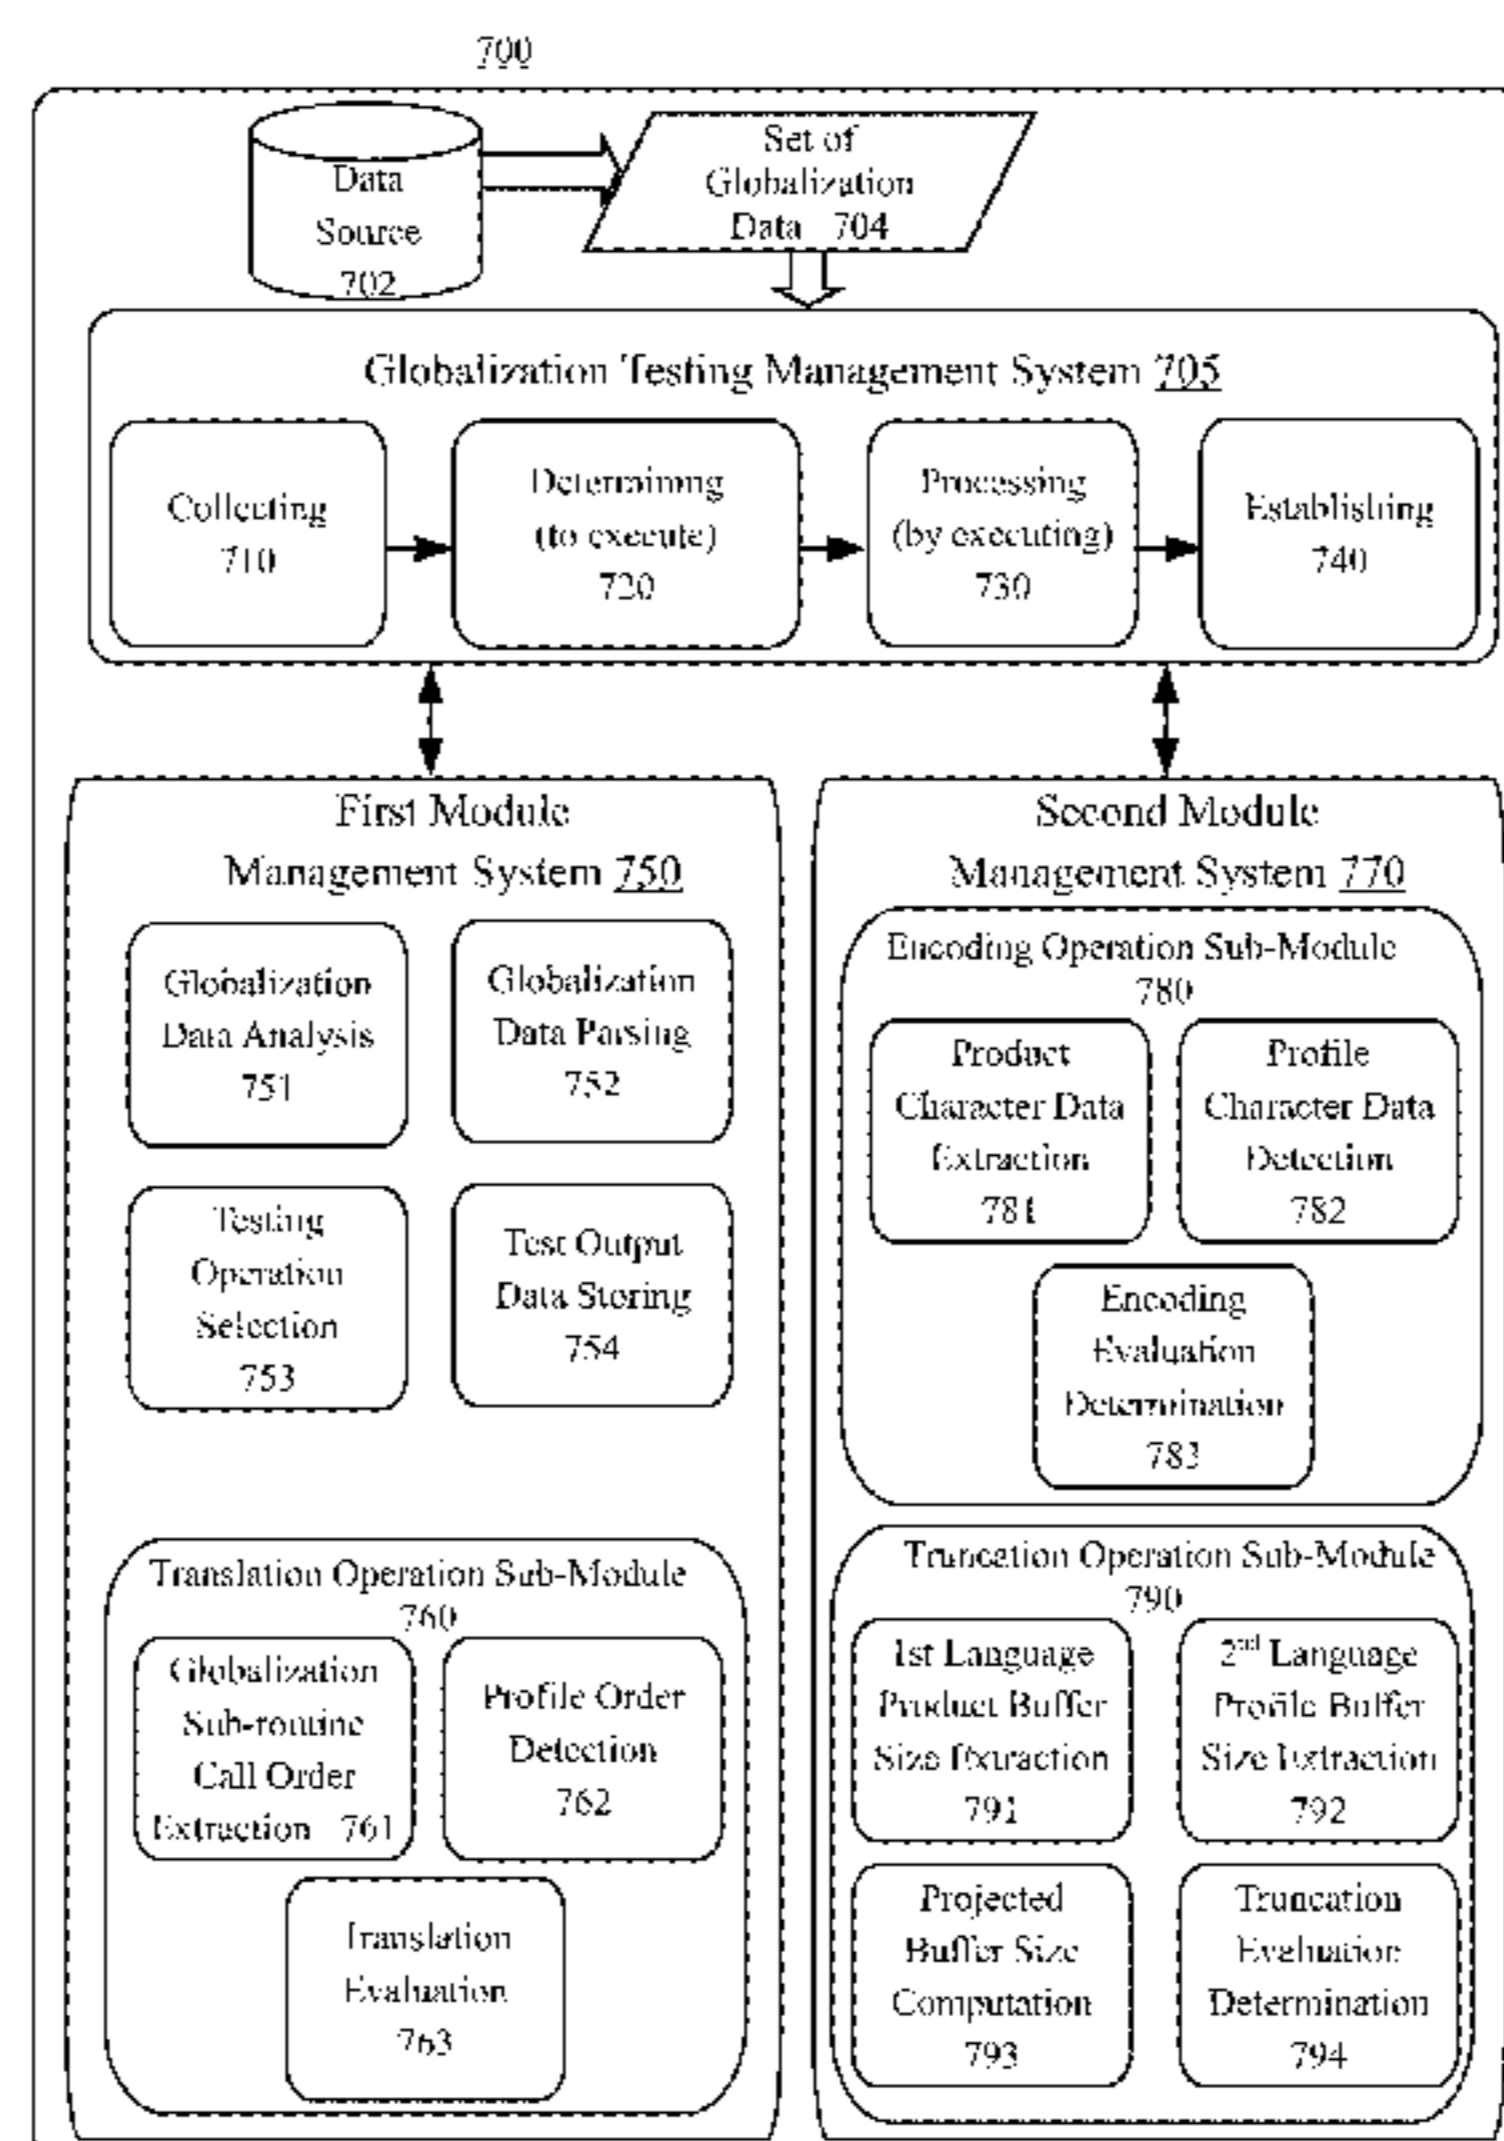 700
Data
Source
702
Set of
Globalization
Data 704
Globalization Testing Management System 705
Collecting
710
Determining
(to execute)
720
Processing
(by executing)
730
Establishing
740
First Module
Management System 750
Globalization
Data Analysis
751
Globalization
Data Parsing
752
Testing
Operation
Selection
753
Test Output
Data Storing
754
Translation Operation Sub-Module
760
Globalization
Sub-routine
Call Order
Extraction 761
Profile Order
Detection
762
Translation
Evaluation
763
Second Module
Management System 770
Encoding Operation Sub-Module
780
Product
Character Data
Extraction
781
Profile
Character Data
Detection
782
Encoding
Evaluation
Determination
783
Truncation Operation Sub-Module
790
1st Language
Product Buffer
Size Extraction
791
2nd Language
Profile Buffer
Size Extraction
792
Projected
Buffer Size
Computation
793
Truncation
Evaluation
Determination
794